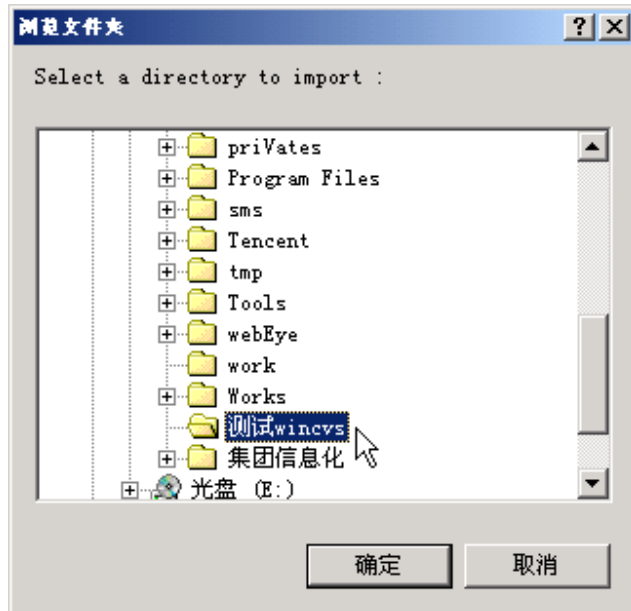 浏览文件夹
Select a directory to import :
priVates
Program Files
sms
Tencent
tmp
Tools
webEye
work
Works
测试wincvs
集团信息化
光盘 (E:)
确定 取消